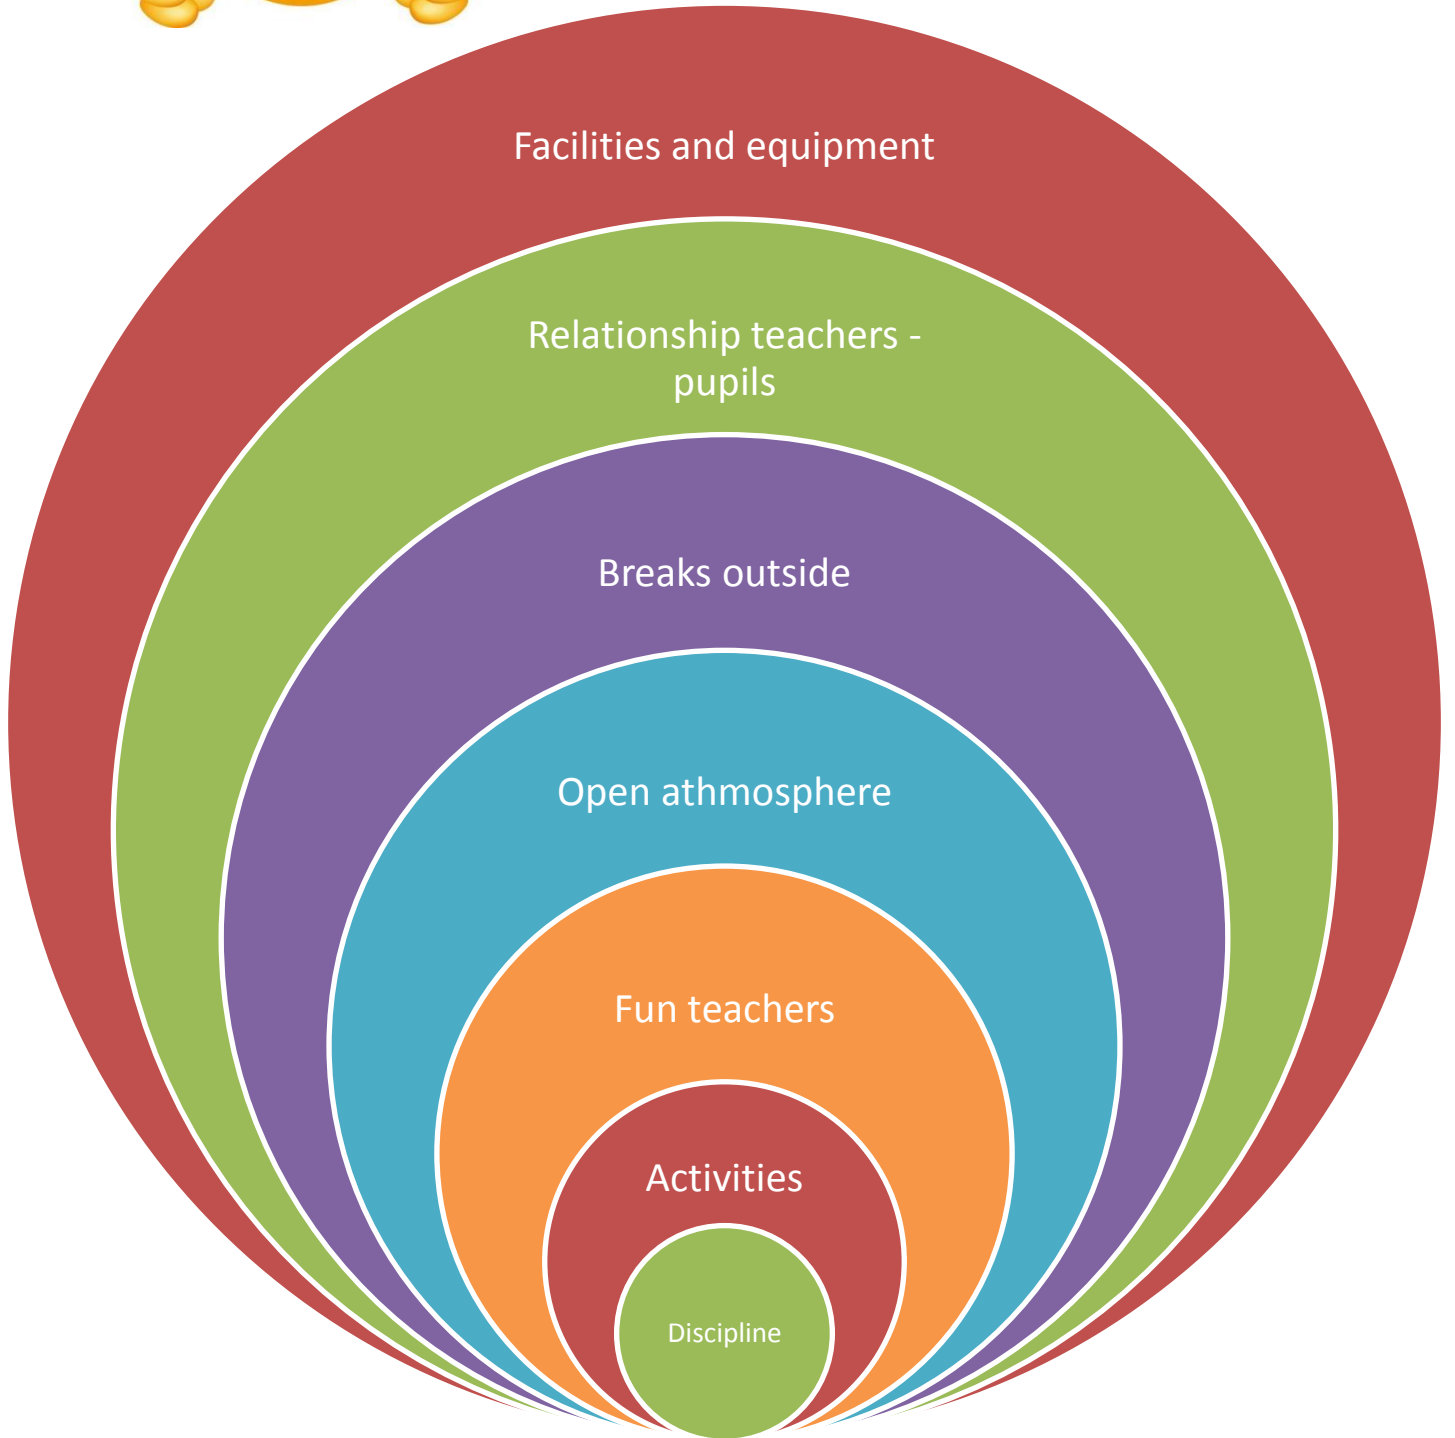 Facilities and equipment
Relationship teachers -
pupils
Breaks outside
Open athmosphere
Fun teachers
Activities
Discipline